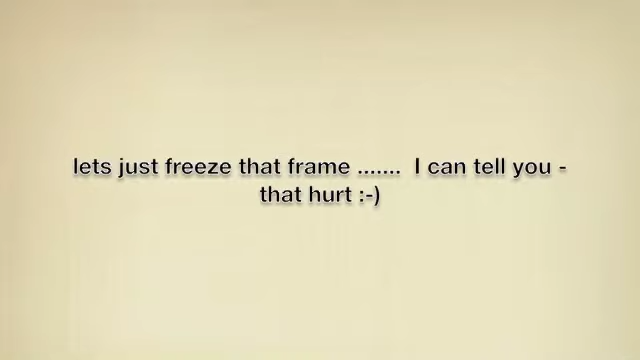 lets just freeze that frame ....... I can tell you -
that hurt :-)